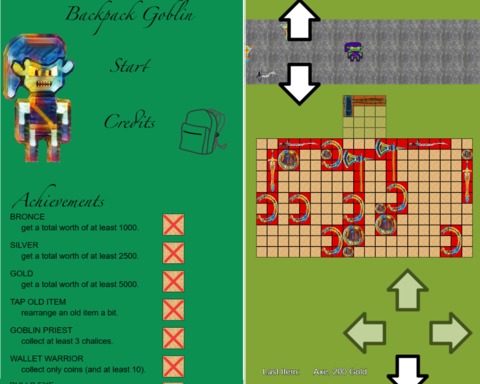 Backpack Goblin
Start
Credits
Achievements
BRONCE
get a total worth of at least 1000.
SILVER
get a total worth of at least 2500.
GOLD
get a total worth of at least 5000.
TAP OLD ITEM
rearrange an old item a bit.
GOBLIN PRIEST
collect at least 3 chalices.
WALLET WARRIOR
collect only coins (and at least 10).
Last Item: Axe, 200 Gold